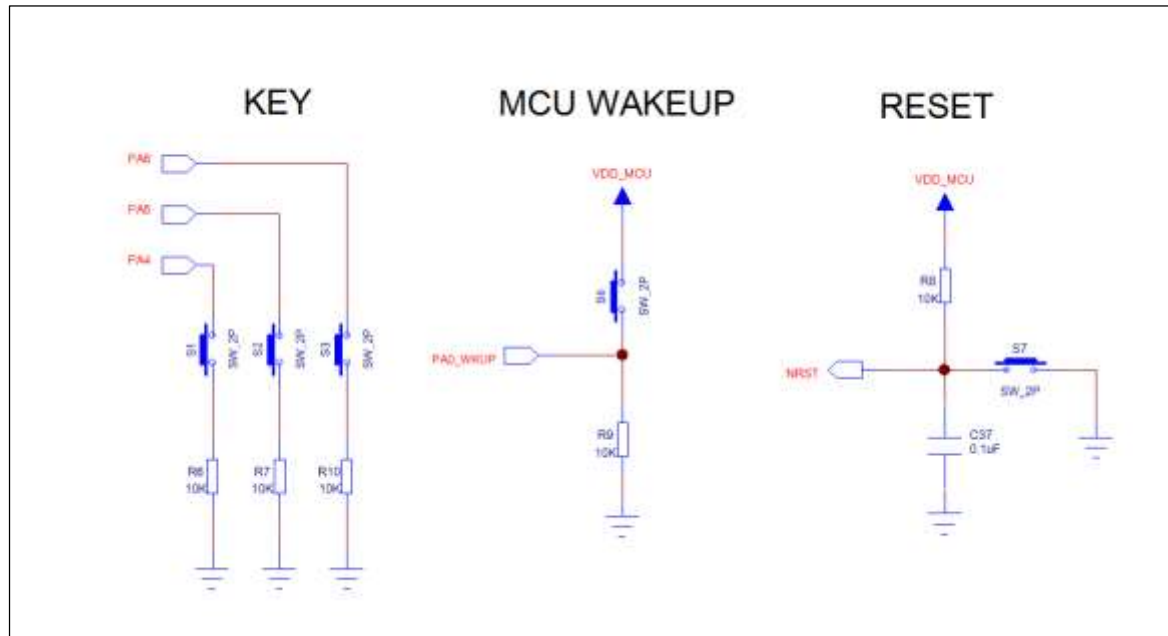 KEY
MCU WAKEUP
RESET
PA6
PA5
PA4
S1
SW_2P
S2
SW_2P
S3
SW_2P
R6
10K
R7
10K
R10
10K
VDD_MCU
SW_2P
PA0_WKUP
R9
10K
VDD_MCU
R8
10K
NRST
S7
SW_2P
C37
0.1uF